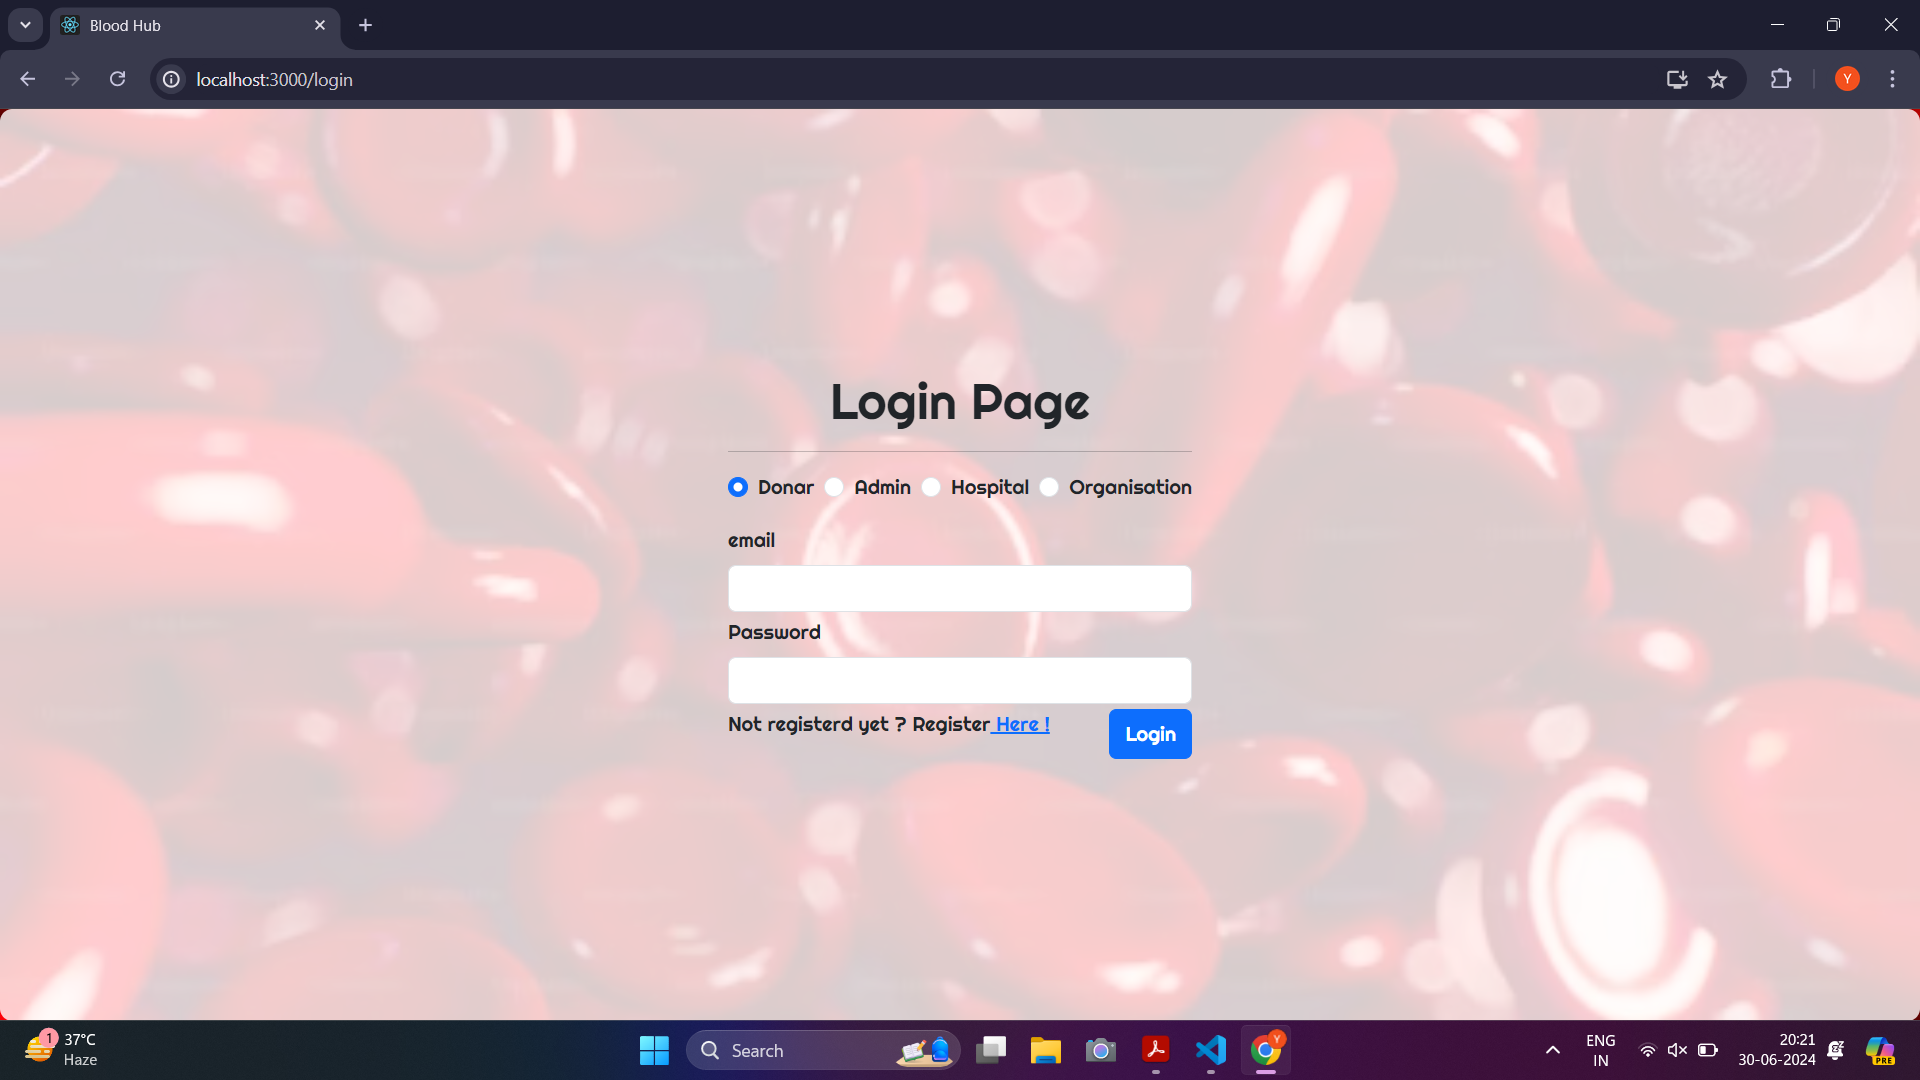 Blood Hub
localhost:3000/login
Y
Login Page
Donar Admin Hospital Organisation
email
Password
Not registerd yet ? Register Here !
Login
1
37°C
Haze
Search
Y
ENG
IN
20:21
30-06-2024
PRE